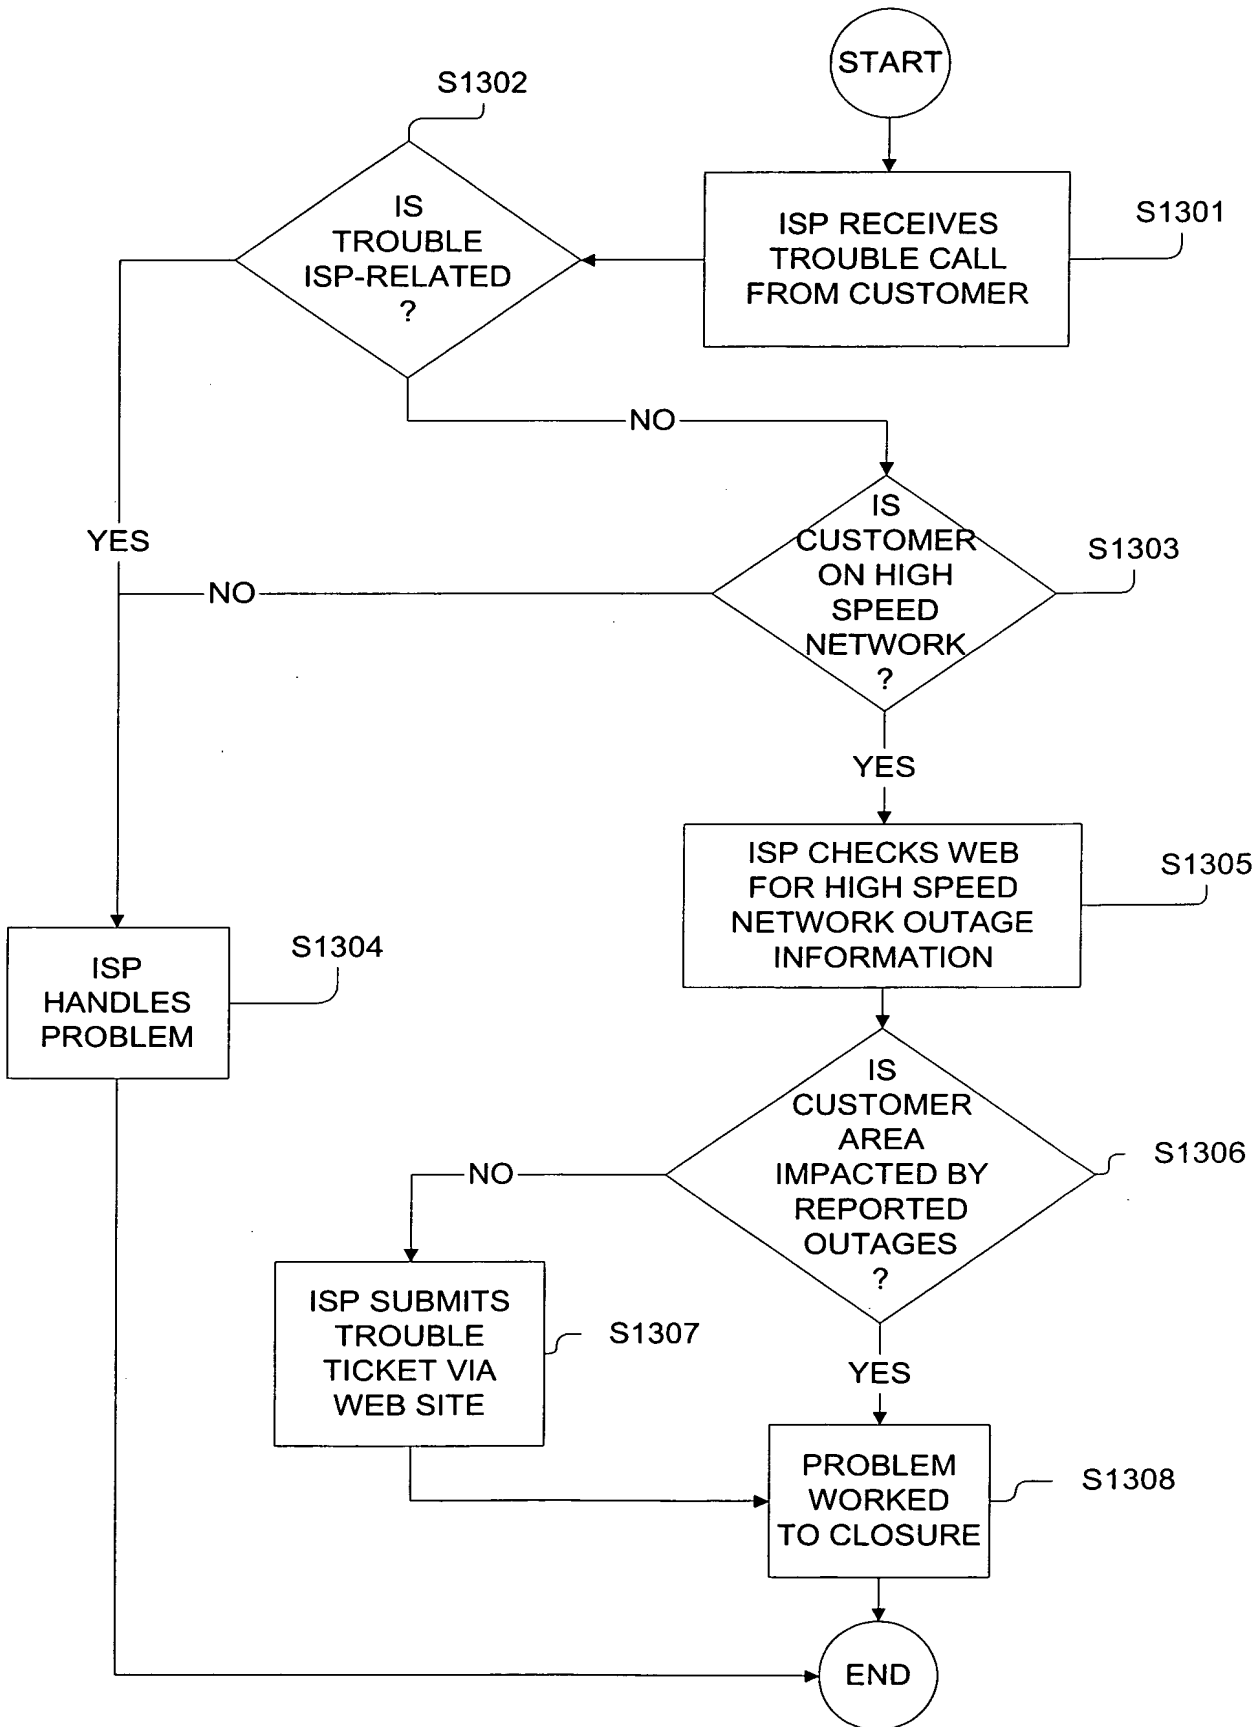 START
S1302
IS
TROUBLE
ISP-RELATED
?
ISP RECEIVES
TROUBLE CALL
FROM CUSTOMER
S1301
NO
YES
IS
CUSTOMER
ON HIGH
SPEED
NETWORK
?
S1303
NO
YES
ISP CHECKS WEB
FOR HIGH SPEED
NETWORK OUTAGE
INFORMATION
S1305
ISP
HANDLES
PROBLEM
S1304
IS
CUSTOMER
AREA
IMPACTED BY
REPORTED
OUTAGES
?
S1306
NO
ISP SUBMITS
TROUBLE
TICKET VIA
WEB SITE
S1307
YES
PROBLEM
WORKED
TO CLOSURE
S1308
END